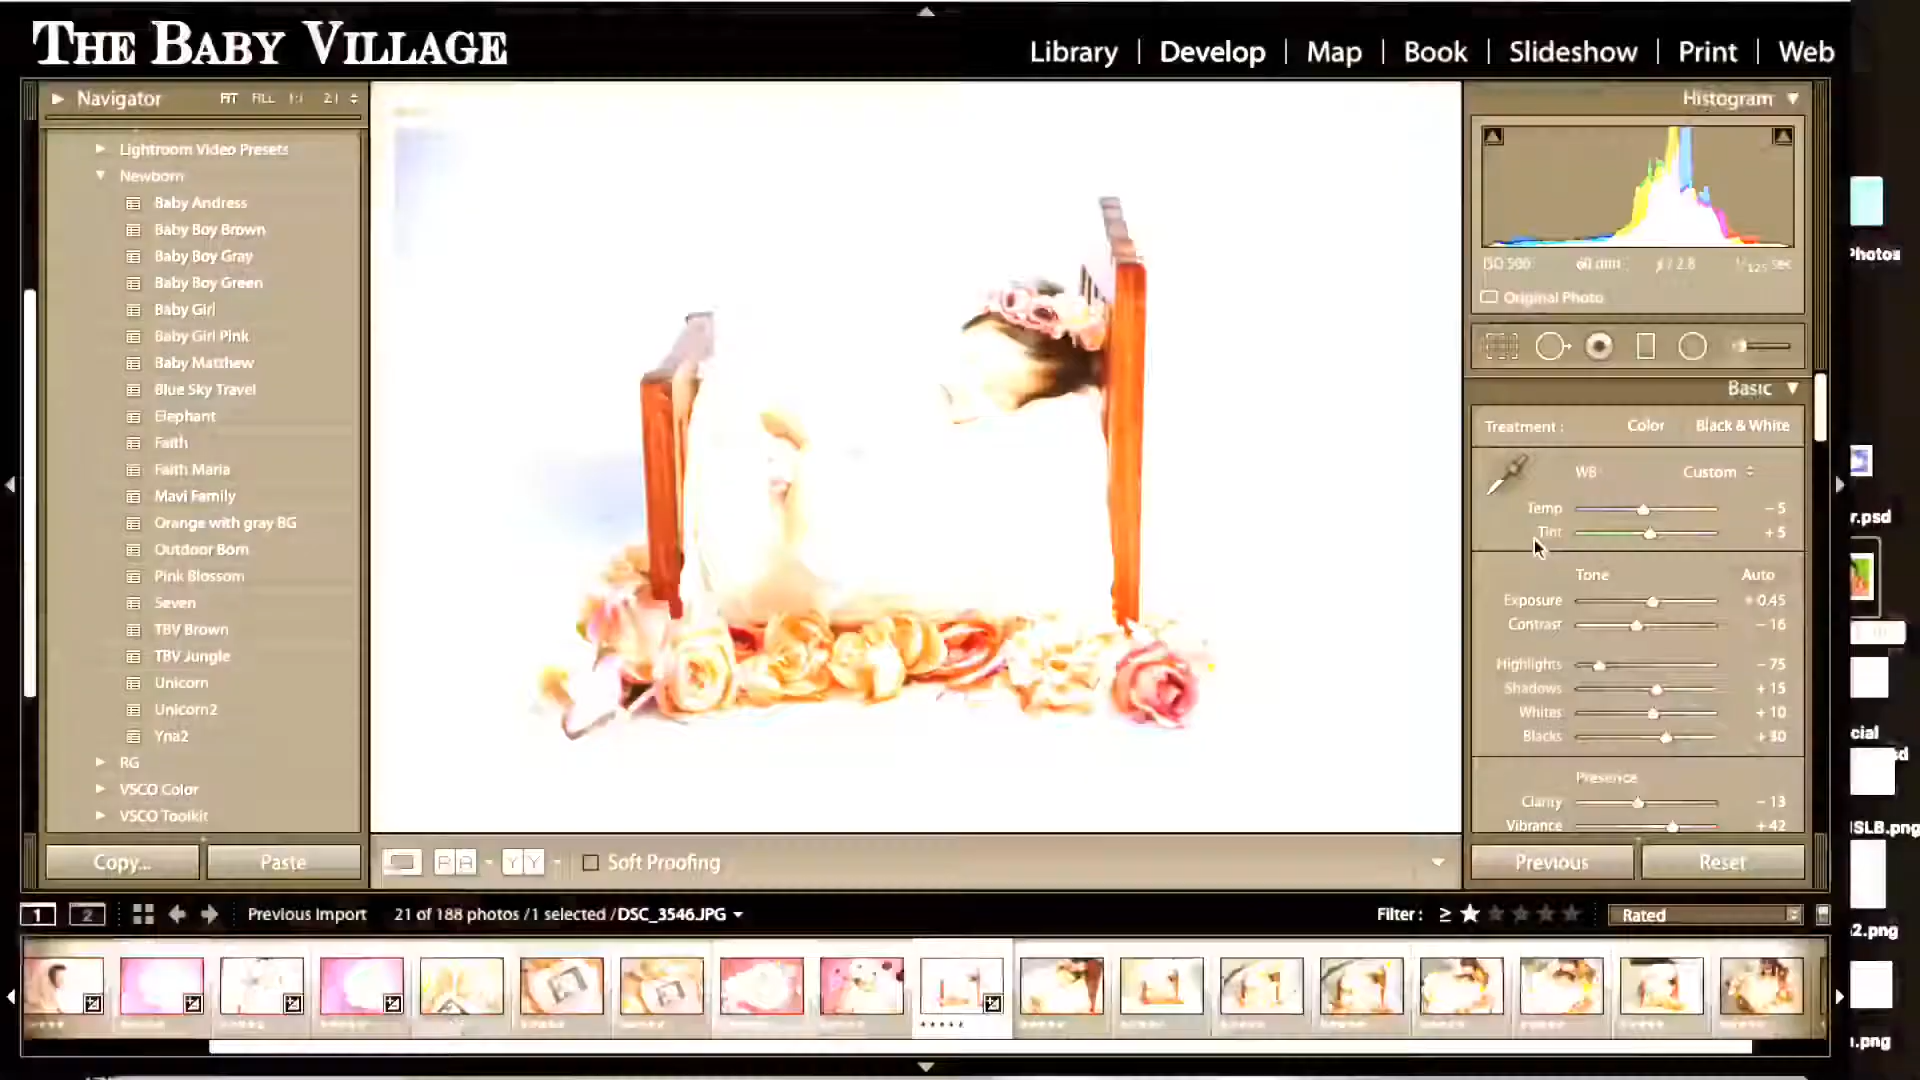 THE BABY VILLAGE
Library | Develop | Map | Book | Slideshow | Print | Web
Navigator FIT FILL 1:1 2:1
Lightroom Video Presets
Newborn
Baby Andress
Baby Boy Brown
Baby Boy Gray
Baby Boy Green
Baby Girl
Baby Girl Pink
Baby Matthew
Blue Sky Travel
Elephant
Faith
Faith Maria
Mavi Family
Orange with gray BG
Outdoor Born
Pink Blossom
Seven
TBV Brown
TBV Jungle
Unicorn
Unicorn2
Yna2
RG
VSCO Color
VSCO Toolkit
Copy... Paste
Soft Proofing
Histogram
ISO 500 60 mm f / 2.8 1/125 sec
Original Photo
Basic
Treatment : Color Black & White
WB Custom
Temp - 5
Tint + 5
Tone Auto
Exposure + 0.45
Contrast - 16
Highlights - 75
Shadows + 15
Whites + 10
Blacks + 30
Presence
Clarity - 13
Vibrance + 42
Previous Reset
Photos
r.psd
cial
sd
ISLB.png
2.png
.png
1 2 Previous Import 21 of 188 photos / 1 selected / DSC_3546.JPG Filter : ≥ Rated